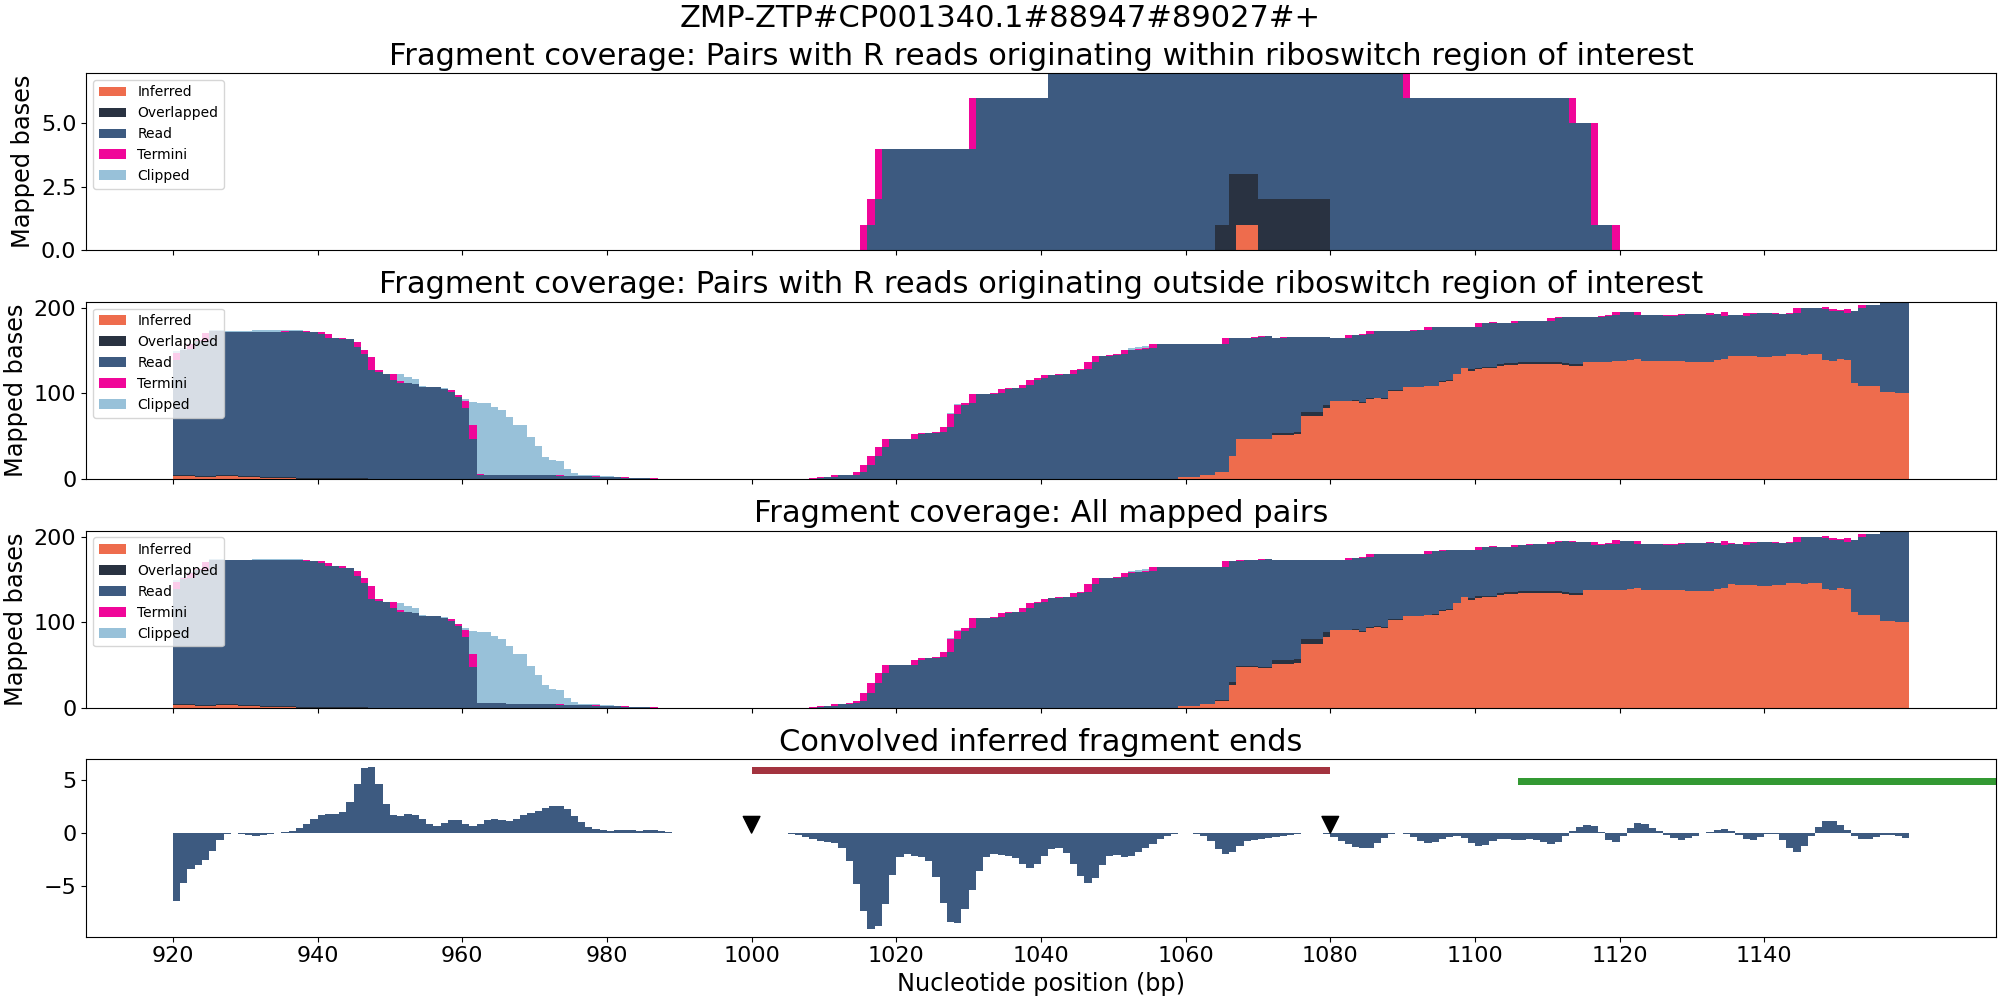 ZMP-ZTP#CP001340.1#88947#89027#+
Fragment coverage: Pairs with R reads originating within riboswitch region of interest
Mapped bases
5.0
2.5
0.0
Inferred
Overlapped
Read
Termini
Clipped
Fragment coverage: Pairs with R reads originating outside riboswitch region of interest
Mapped bases
200
100
0
Inferred
Overlapped
Read
Termini
Clipped
Fragment coverage: All mapped pairs
Mapped bases
200
100
0
Inferred
Overlapped
Read
Termini
Clipped
Convolved inferred fragment ends
5
0
−5
920 940 960 980 1000 1020 1040 1060 1080 1100 1120 1140
Nucleotide position (bp)